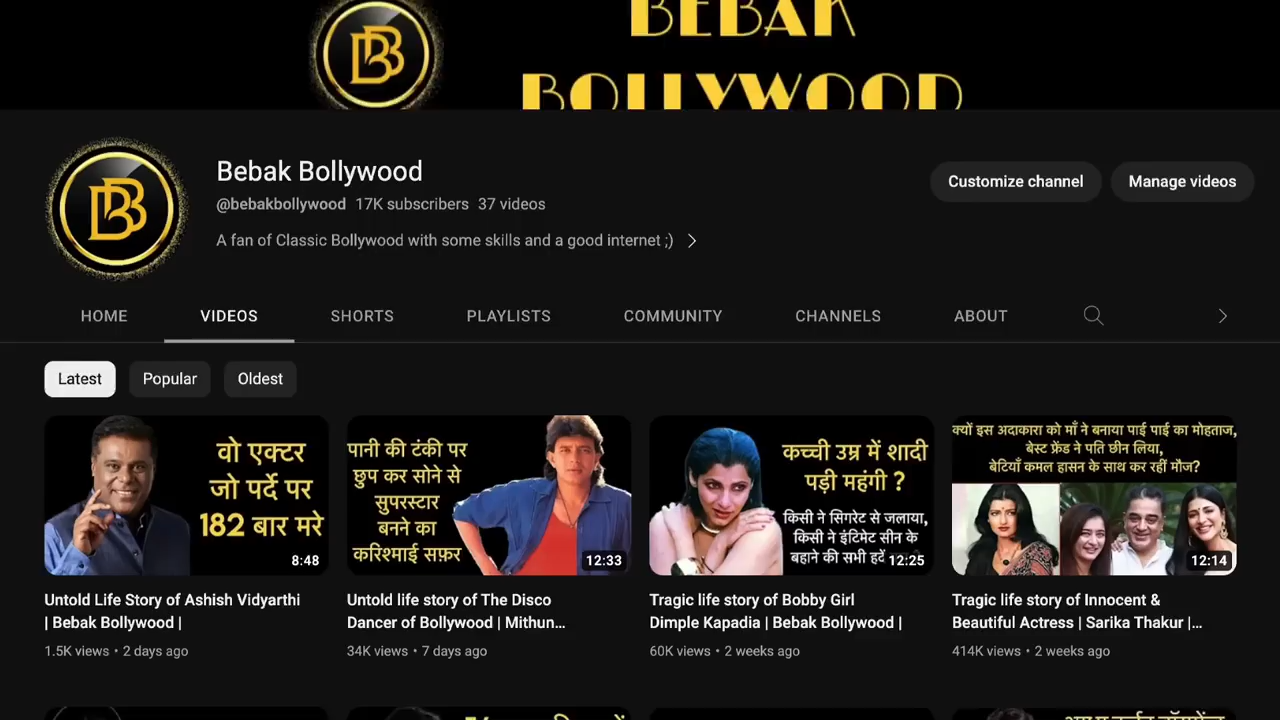 BEBAK
BOLLYWOOD
Bebak Bollywood
@bebakbollywood 17K subscribers 37 videos
A fan of Classic Bollywood with some skills and a good internet ;)
Customize channel
Manage videos
HOME VIDEOS SHORTS PLAYLISTS COMMUNITY CHANNELS ABOUT
Latest Popular Oldest
वो एक्टर
जो पर्दे पर
182 बार मरे
8:48
Untold Life Story of Ashish Vidyarthi
| Bebak Bollywood |
1.5K views • 2 days ago
पानी की टंकी पर
छुप कर सोने से
सुपरस्टार
बनने का
करिश्माई सफ़र
12:33
Untold life story of The Disco
Dancer of Bollywood | Mithun...
34K views • 7 days ago
कच्ची उम्र में शादी
पड़ी महंगी ?
किसी ने सिगरेट से जलाया,
किसी ने इंटिमेट सीन के
बहाने की सभी हदें
12:25
Tragic life story of Bobby Girl
Dimple Kapadia | Bebak Bollywood |
60K views • 2 weeks ago
क्यों इस अदाकारा को माँ ने बनाया पाई पाई का मोहताज,
बेस्ट फ्रेंड ने पति छीन लिया,
बेटियाँ कमल हासन के साथ कर रहीं मौज?
12:14
Tragic life story of Innocent &
Beautiful Actress | Sarika Thakur |...
414K views • 2 weeks ago